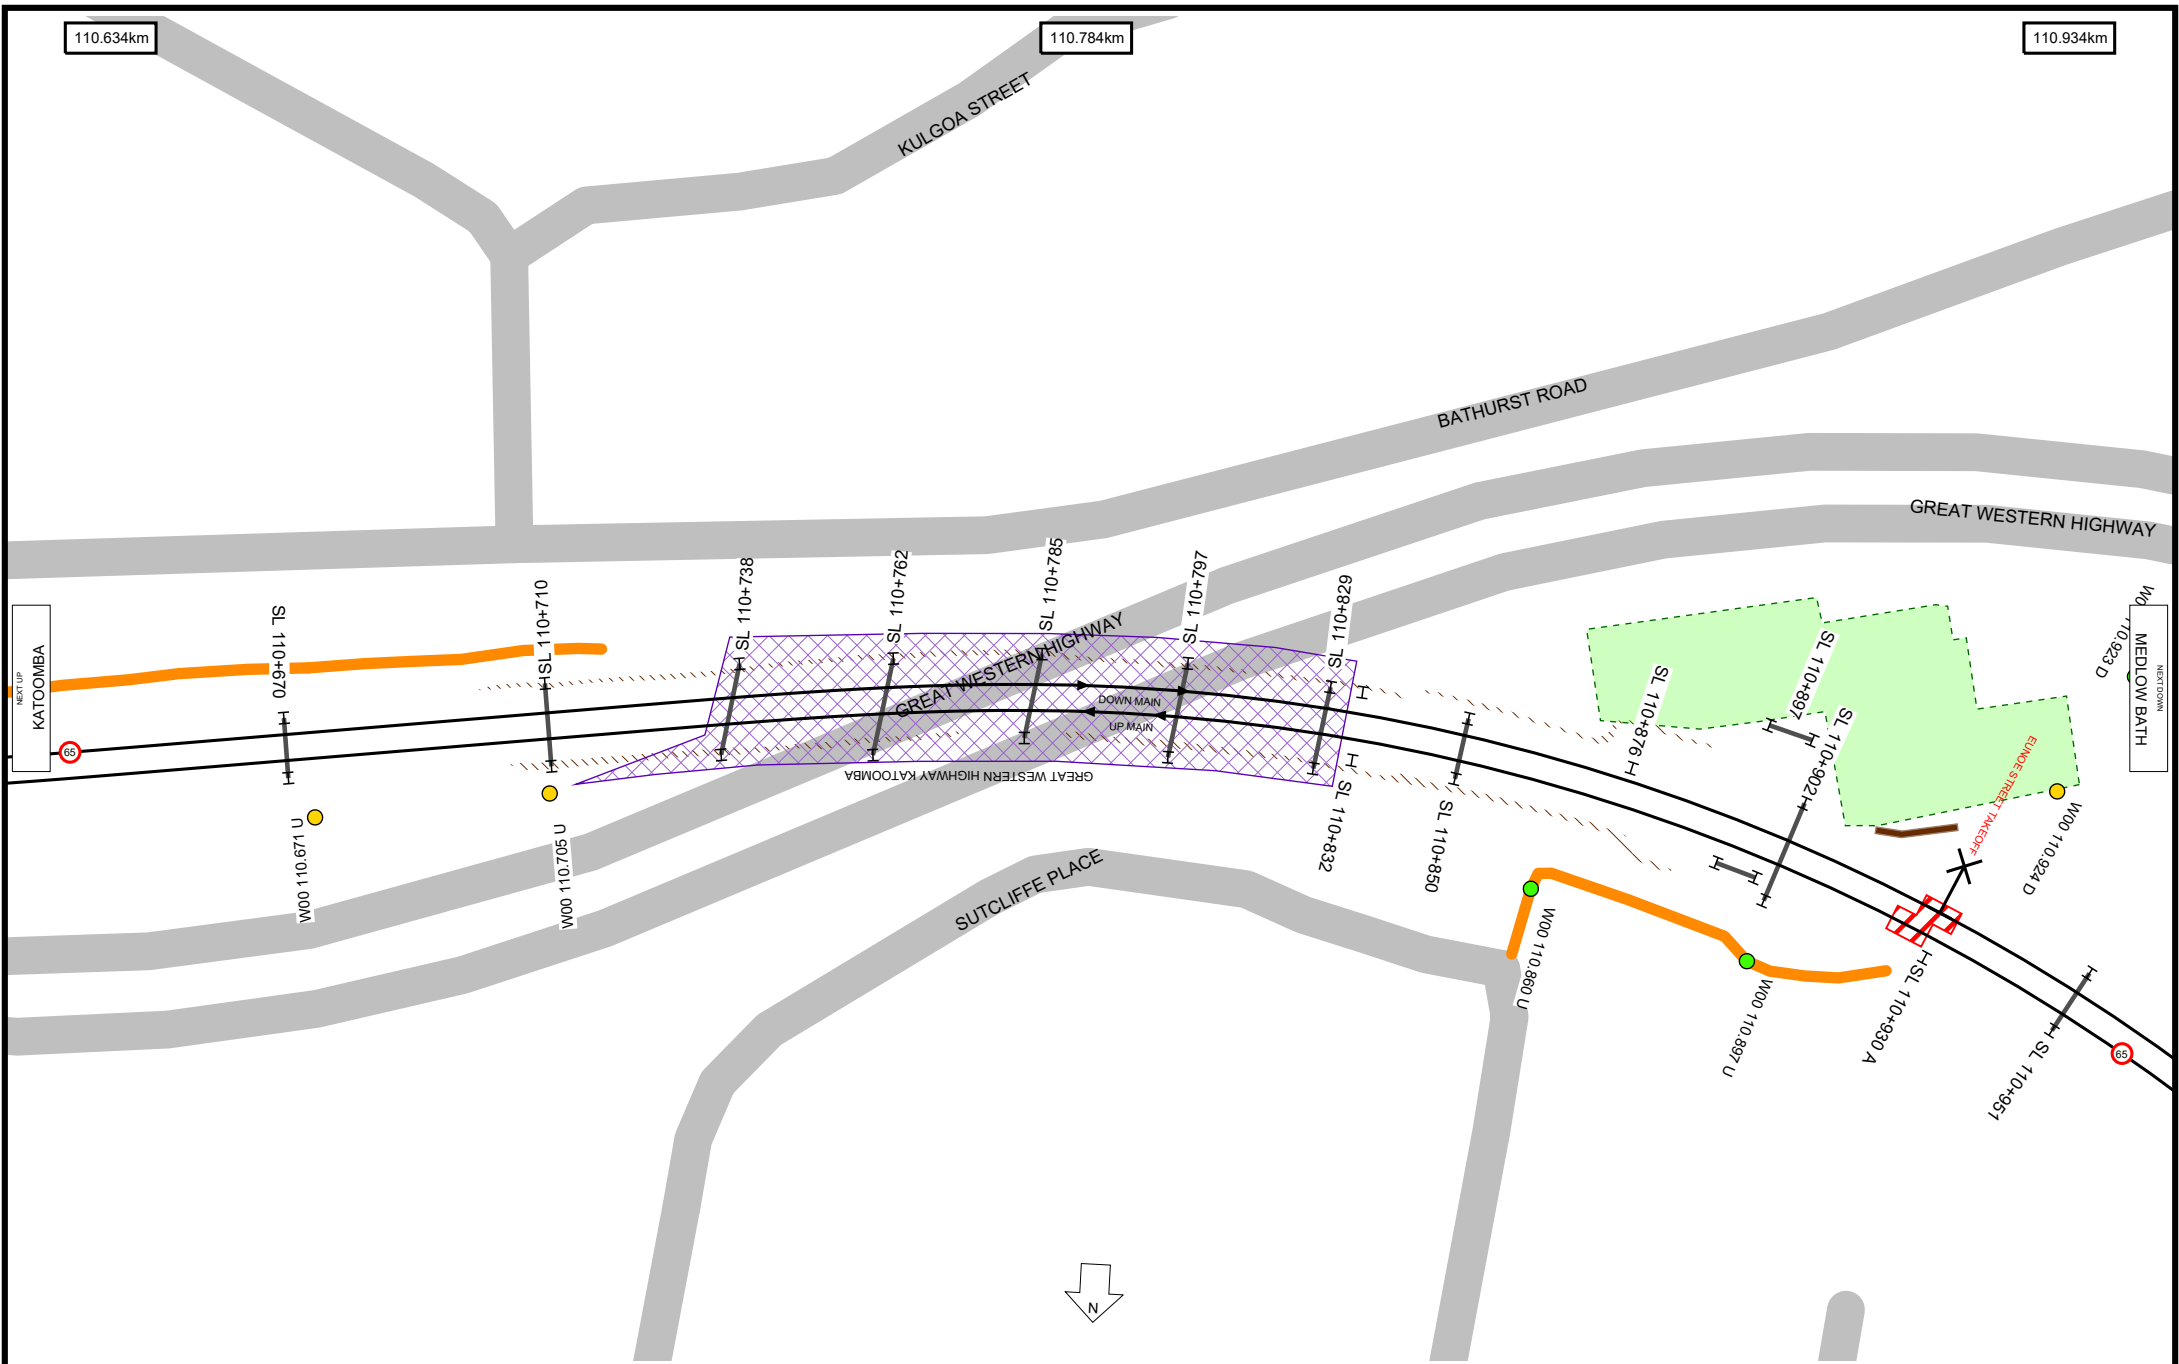 110.634km
110.784km
110.934km
KULGOA STREET
BATHURST ROAD
GREAT WESTERN HIGHWAY
SL 110+670
SL 110+710
SL 110+738
SL 110+762
SL 110+785
SL 110+797
SL 110+829
GREAT WESTERN HIGHWAY
NEXT UP
KATOOMBA
65
DOWN MAIN
UP MAIN
GREAT WESTERN HIGHWAY KATOOMBA
SL 110+832
SL 110+850
SL 110+876
SL 110+897
SL 110+902
110.923 D
NEXT DOWN
MEDLOW BATH
EUNOE STREET TAKEOFF
W00 110.924 D
W00 110.671 U
W00 110.705 U
SUTCLIFFE PLACE
W00 110.860 U
W00 110.897 U
SL 110+930 A
SL 110+951
65
N